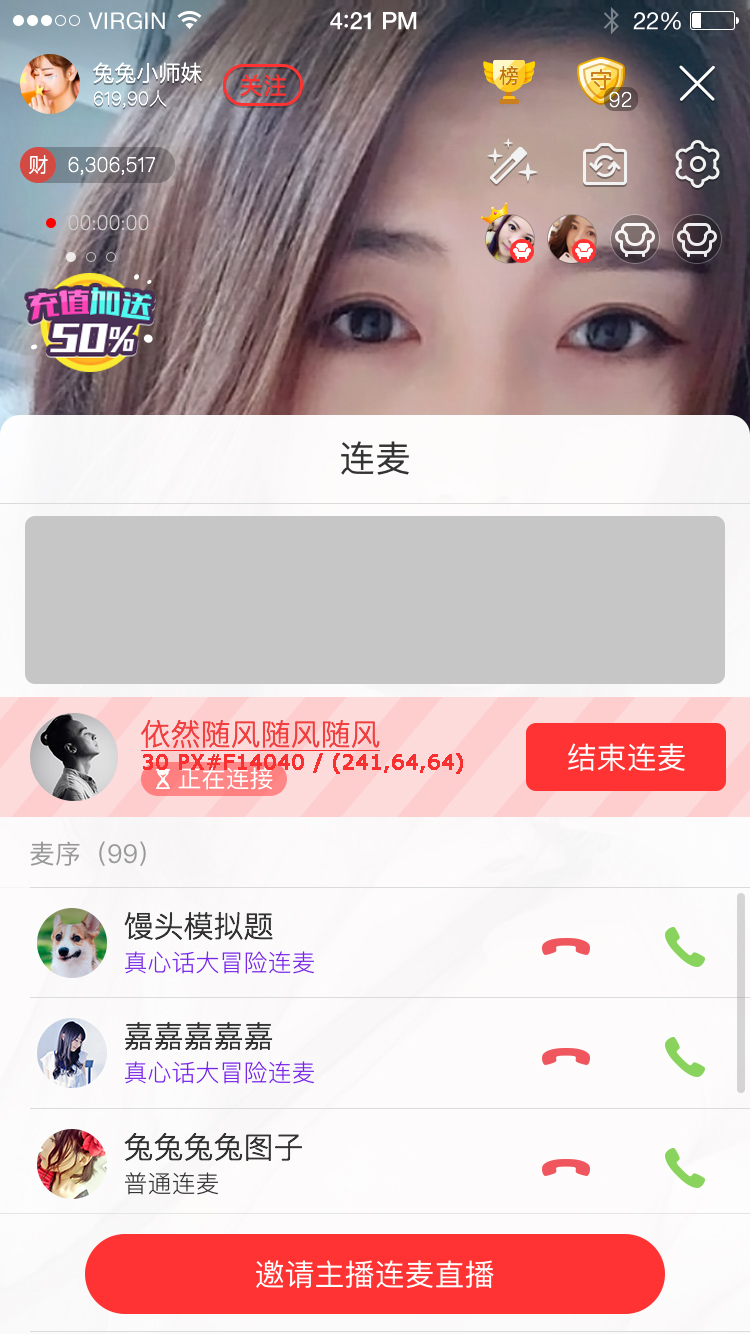 VIRGIN 4:21 PM 22%
兔兔小师妹
619,90人
关注
榜
守
92
财 6,306,517
00:00:00
充值加送
50%
连麦
依然随风随风随风
30 PX#F14040 / (241,64,64)
正在连接
结束连麦
麦序（99）
馒头模拟题
真心话大冒险连麦
嘉嘉嘉嘉嘉
真心话大冒险连麦
兔兔兔兔图子
普通连麦
邀请主播连麦直播